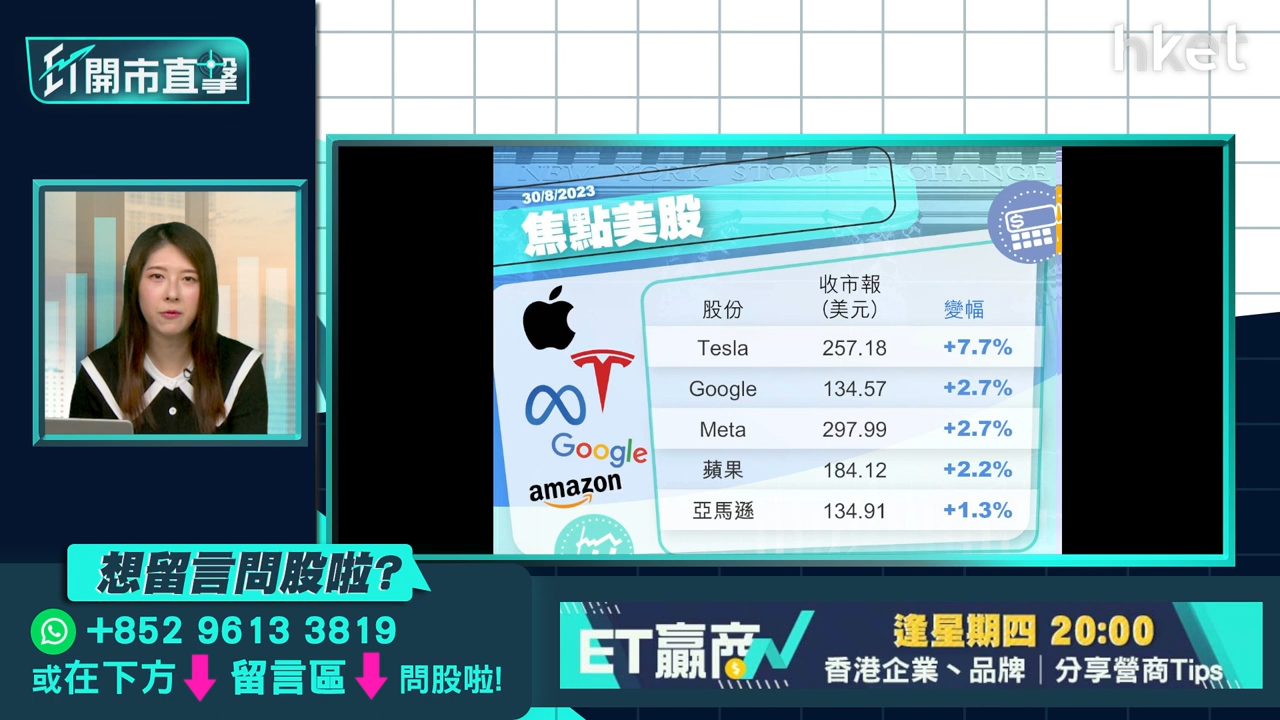 ET開市直擊
hket
NEW YORK STOCK EXCHANGE
30/8/2023
焦點美股
股份
收市報
(美元)
變幅
Tesla 257.18 +7.7%
Google 134.57 +2.7%
Meta 297.99 +2.7%
蘋果 184.12 +2.2%
亞馬遜 134.91 +1.3%
Google
amazon
想留言問股啦?
+852 9613 3819
或在下方 留言區 問股啦!
ET贏商
逢星期四 20:00
香港企業、品牌｜分享營商Tips